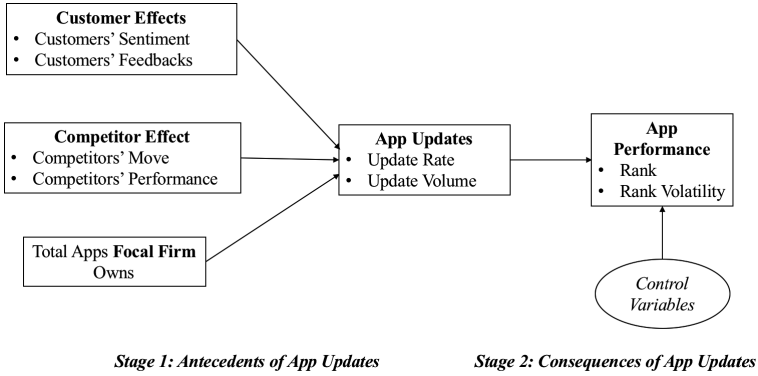 Customer Effects
• Customers' Sentiment
• Customers' Feedbacks
Competitor Effect
• Competitors' Move
• Competitors' Performance
Total Apps Focal Firm
Owns
App Updates
• Update Rate
• Update Volume
App
Performance
• Rank
• Rank Volatility
Control
Variables
Stage 1: Antecedents of App Updates
Stage 2: Consequences of App Updates